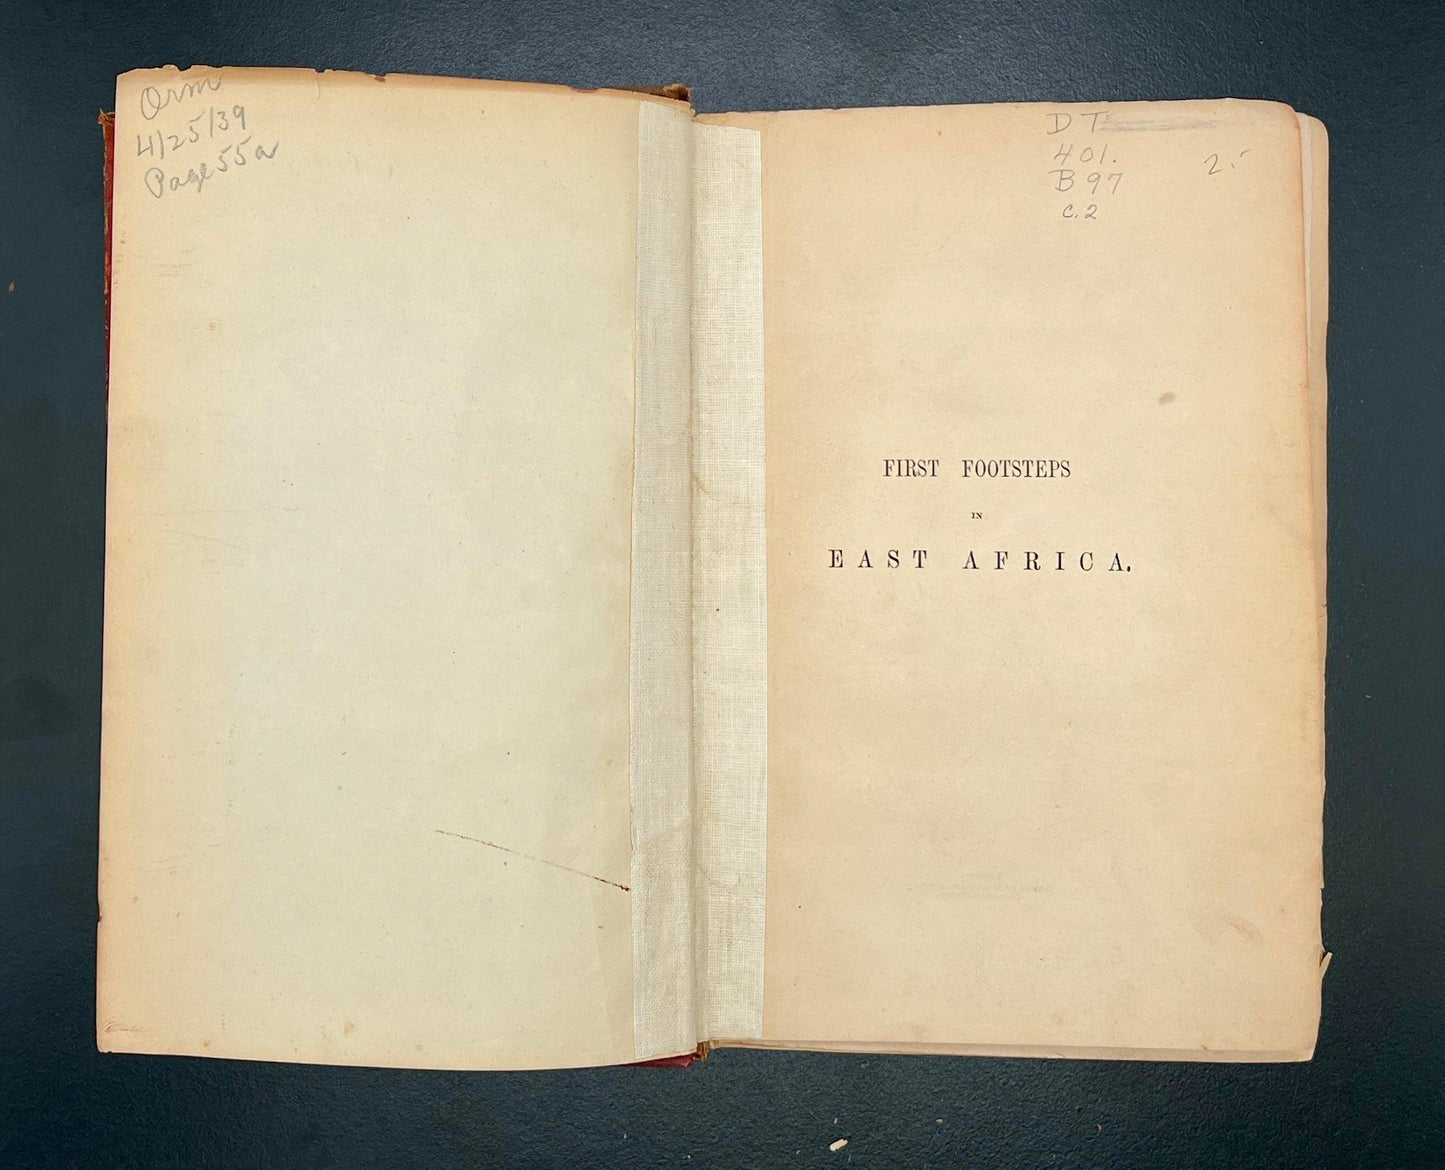 Orm
4/25/39
Page 55a
DT
401.
B97
c.2
2.-
FIRST FOOTSTEPS
IN
EAST AFRICA.